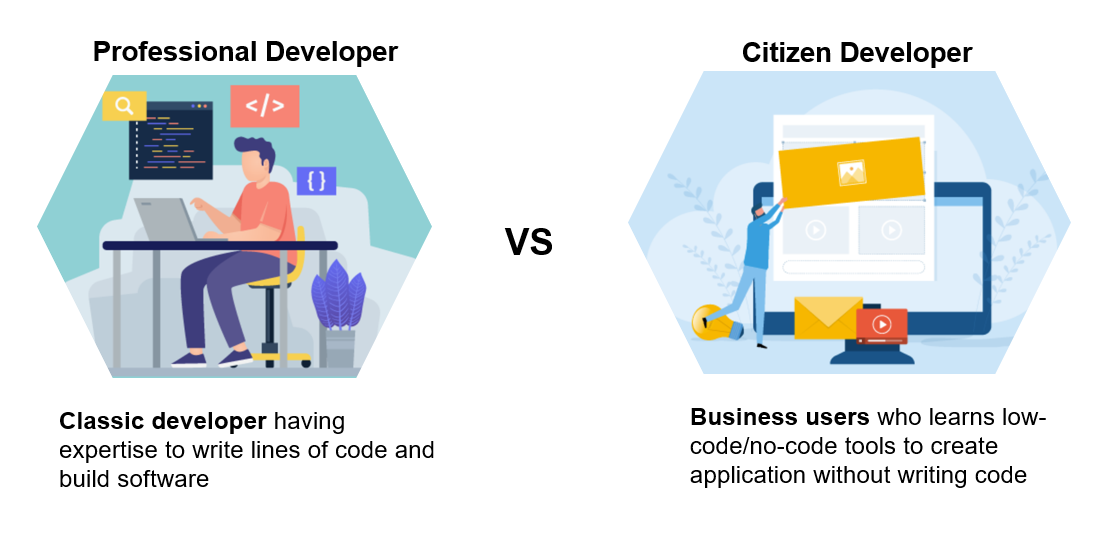 Professional Developer
</>
{ }
Classic developer having
expertise to write lines of code and
build software
VS
Citizen Developer
Business users who learns low-
code/no-code tools to create
application without writing code